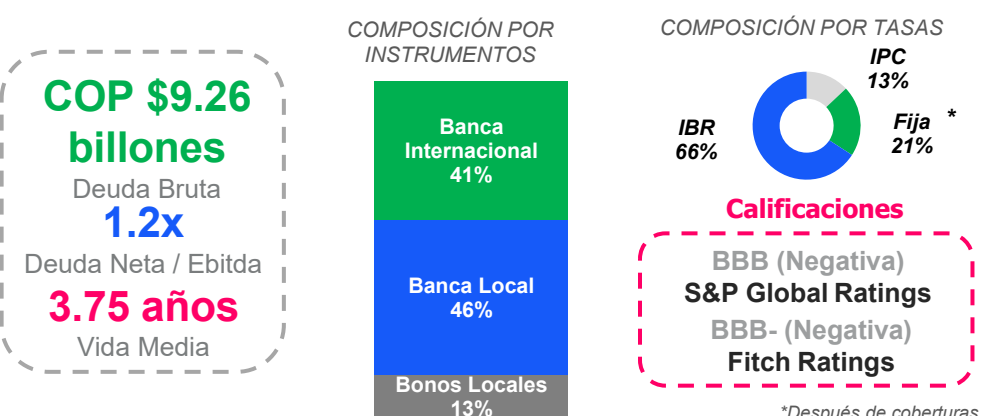 COP $9.26
billones
Deuda Bruta
1.2x
Deuda Neta / Ebitda
3.75 años
Vida Media
COMPOSICIÓN POR
INSTRUMENTOS
Banca
Internacional
41%
Banca Local
46%
Bonos Locales
13%
COMPOSICIÓN POR TASAS
IPC
13%
IBR
66%
Fija *
21%
Calificaciones
BBB (Negativa)
S&P Global Ratings
BBB- (Negativa)
Fitch Ratings
*Después de coberturas